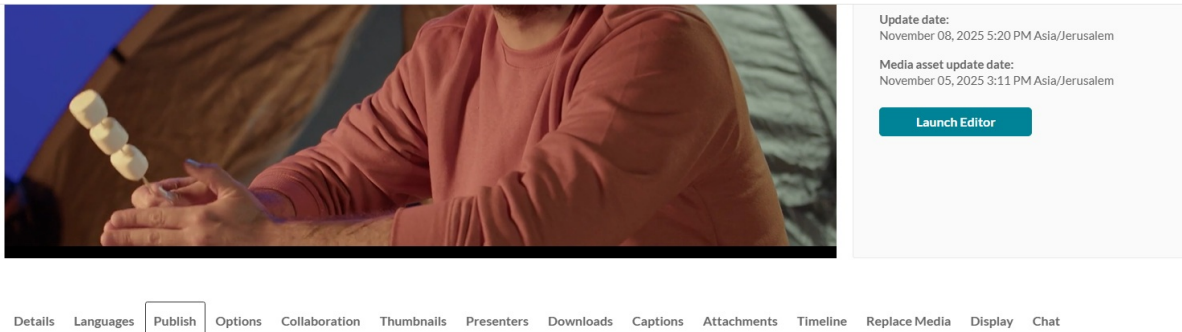 Update date:
November 08, 2025 5:20 PM Asia/Jerusalem
Media asset update date:
November 05, 2025 3:11 PM Asia/Jerusalem
Launch Editor
Details Languages Publish Options Collaboration Thumbnails Presenters Downloads Captions Attachments Timeline Replace Media Display Chat